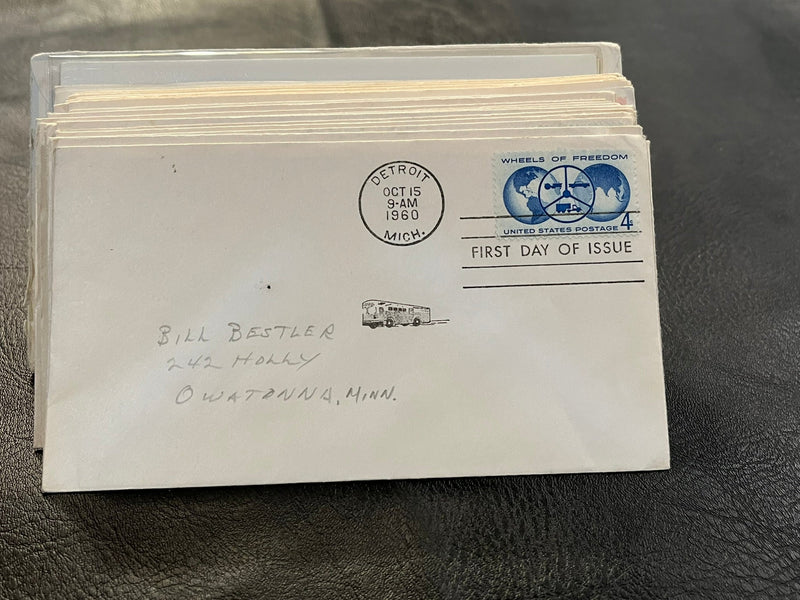 WHEELS OF FREEDOM
4¢
UNITED STATES POSTAGE
DETROIT
OCT 15
9-AM
1960
MICH.
FIRST DAY OF ISSUE
BILL BESTLER
242 HOLLY
OWATONNA, MINN.